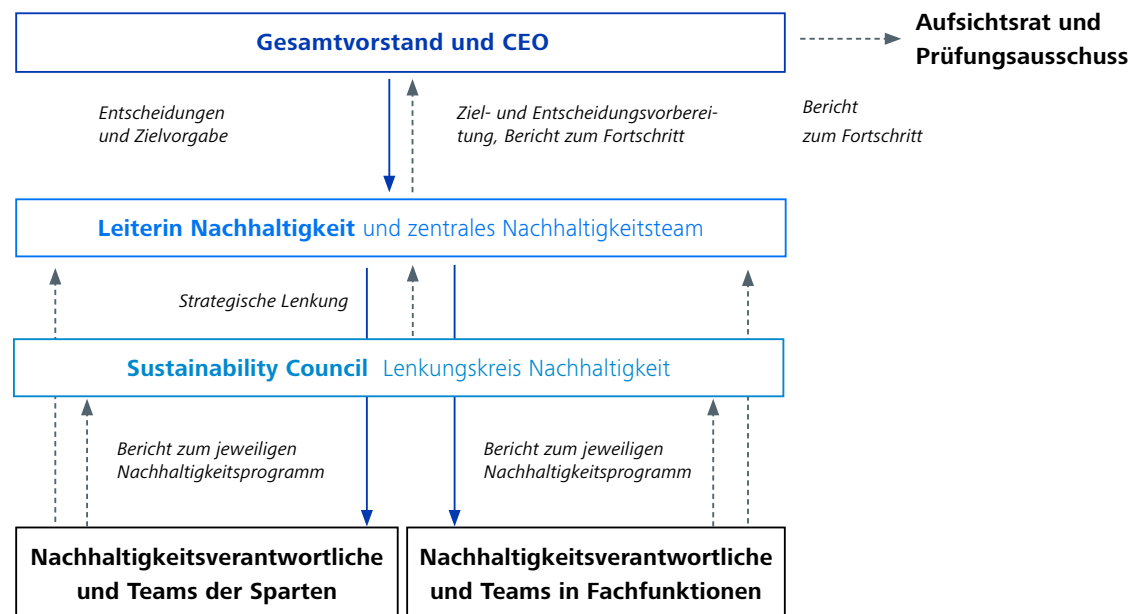 Gesamtvorstand und CEO
Aufsichtsrat und
Prüfungsausschuss
Entscheidungen
und Zielvorgabe
Ziel- und Entscheidungsvorberei-
tung, Bericht zum Fortschritt
Bericht
zum Fortschritt
Leiterin Nachhaltigkeit und zentrales Nachhaltigkeitsteam
Strategische Lenkung
Sustainability Council Lenkungskreis Nachhaltigkeit
Bericht zum jeweiligen
Nachhaltigkeitsprogramm
Bericht zum jeweiligen
Nachhaltigkeitsprogramm
Nachhaltigkeitsverantwortliche
und Teams der Sparten
Nachhaltigkeitsverantwortliche
und Teams in Fachfunktionen